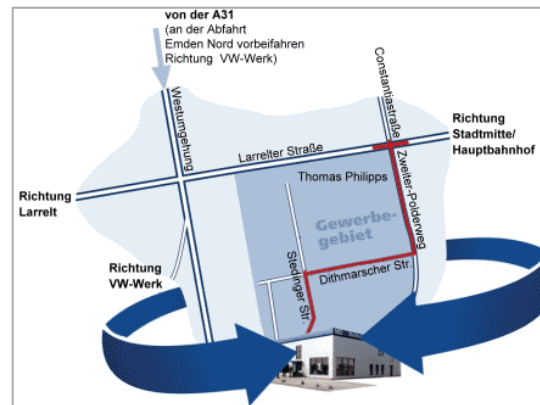 von der A31
(an der Abfahrt
Emden Nord vorbeifahren
Richtung VW-Werk)
Westumgehung
Constantiastraße
Richtung
Stadtmitte/
Hauptbahnhof
Larrelter Straße
Zweiter-Polderweg
Thomas Philipps
Richtung
Larrelt
Gewerbe-
gebiet
Richtung
VW-Werk
Stedinger Str.
Dithmarscher Str.